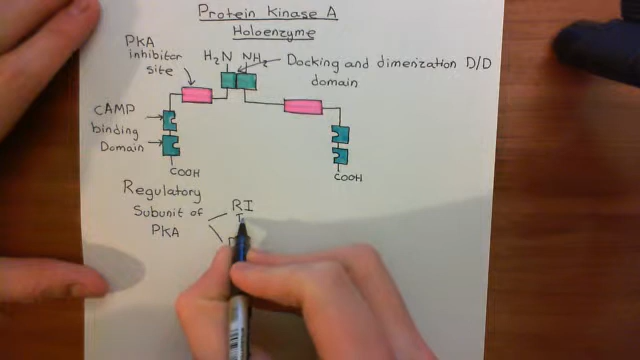 Protein Kinase A
Holoenzyme
PKA
inhibitor
site
H₂N NH₂
Docking and dimerization D/D
domain
cAMP
binding
Domain
COOH
COOH
Regulatory
Subunit of
PKA
RI